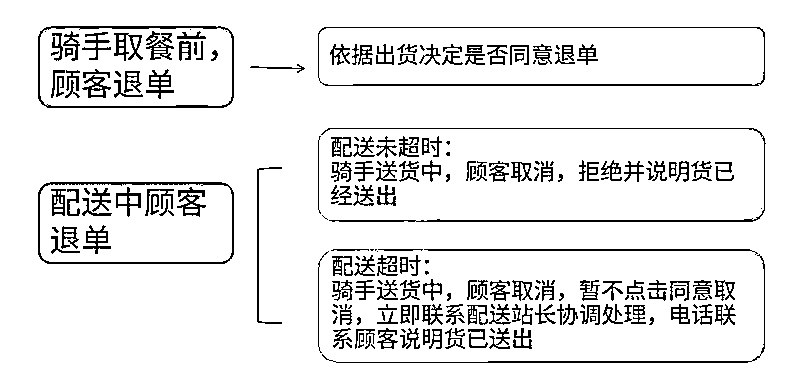 骑手取餐前，
顾客退单
依据出货决定是否同意退单
配送中顾客
退单
配送未超时：
骑手送货中，顾客取消，拒绝并说明货已
经送出
配送超时：
骑手送货中，顾客取消，暂不点击同意取
消，立即联系配送站长协调处理，电话联
系顾客说明货已送出